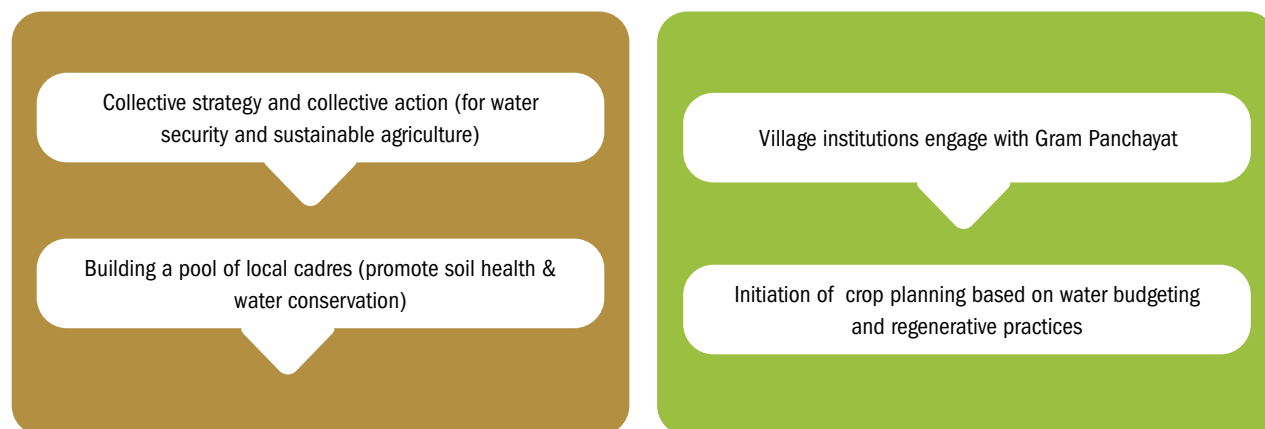 Collective strategy and collective action (for water
security and sustainable agriculture)
Building a pool of local cadres (promote soil health &
water conservation)
Village institutions engage with Gram Panchayat
Initiation of  crop planning based on water budgeting
and regenerative practices